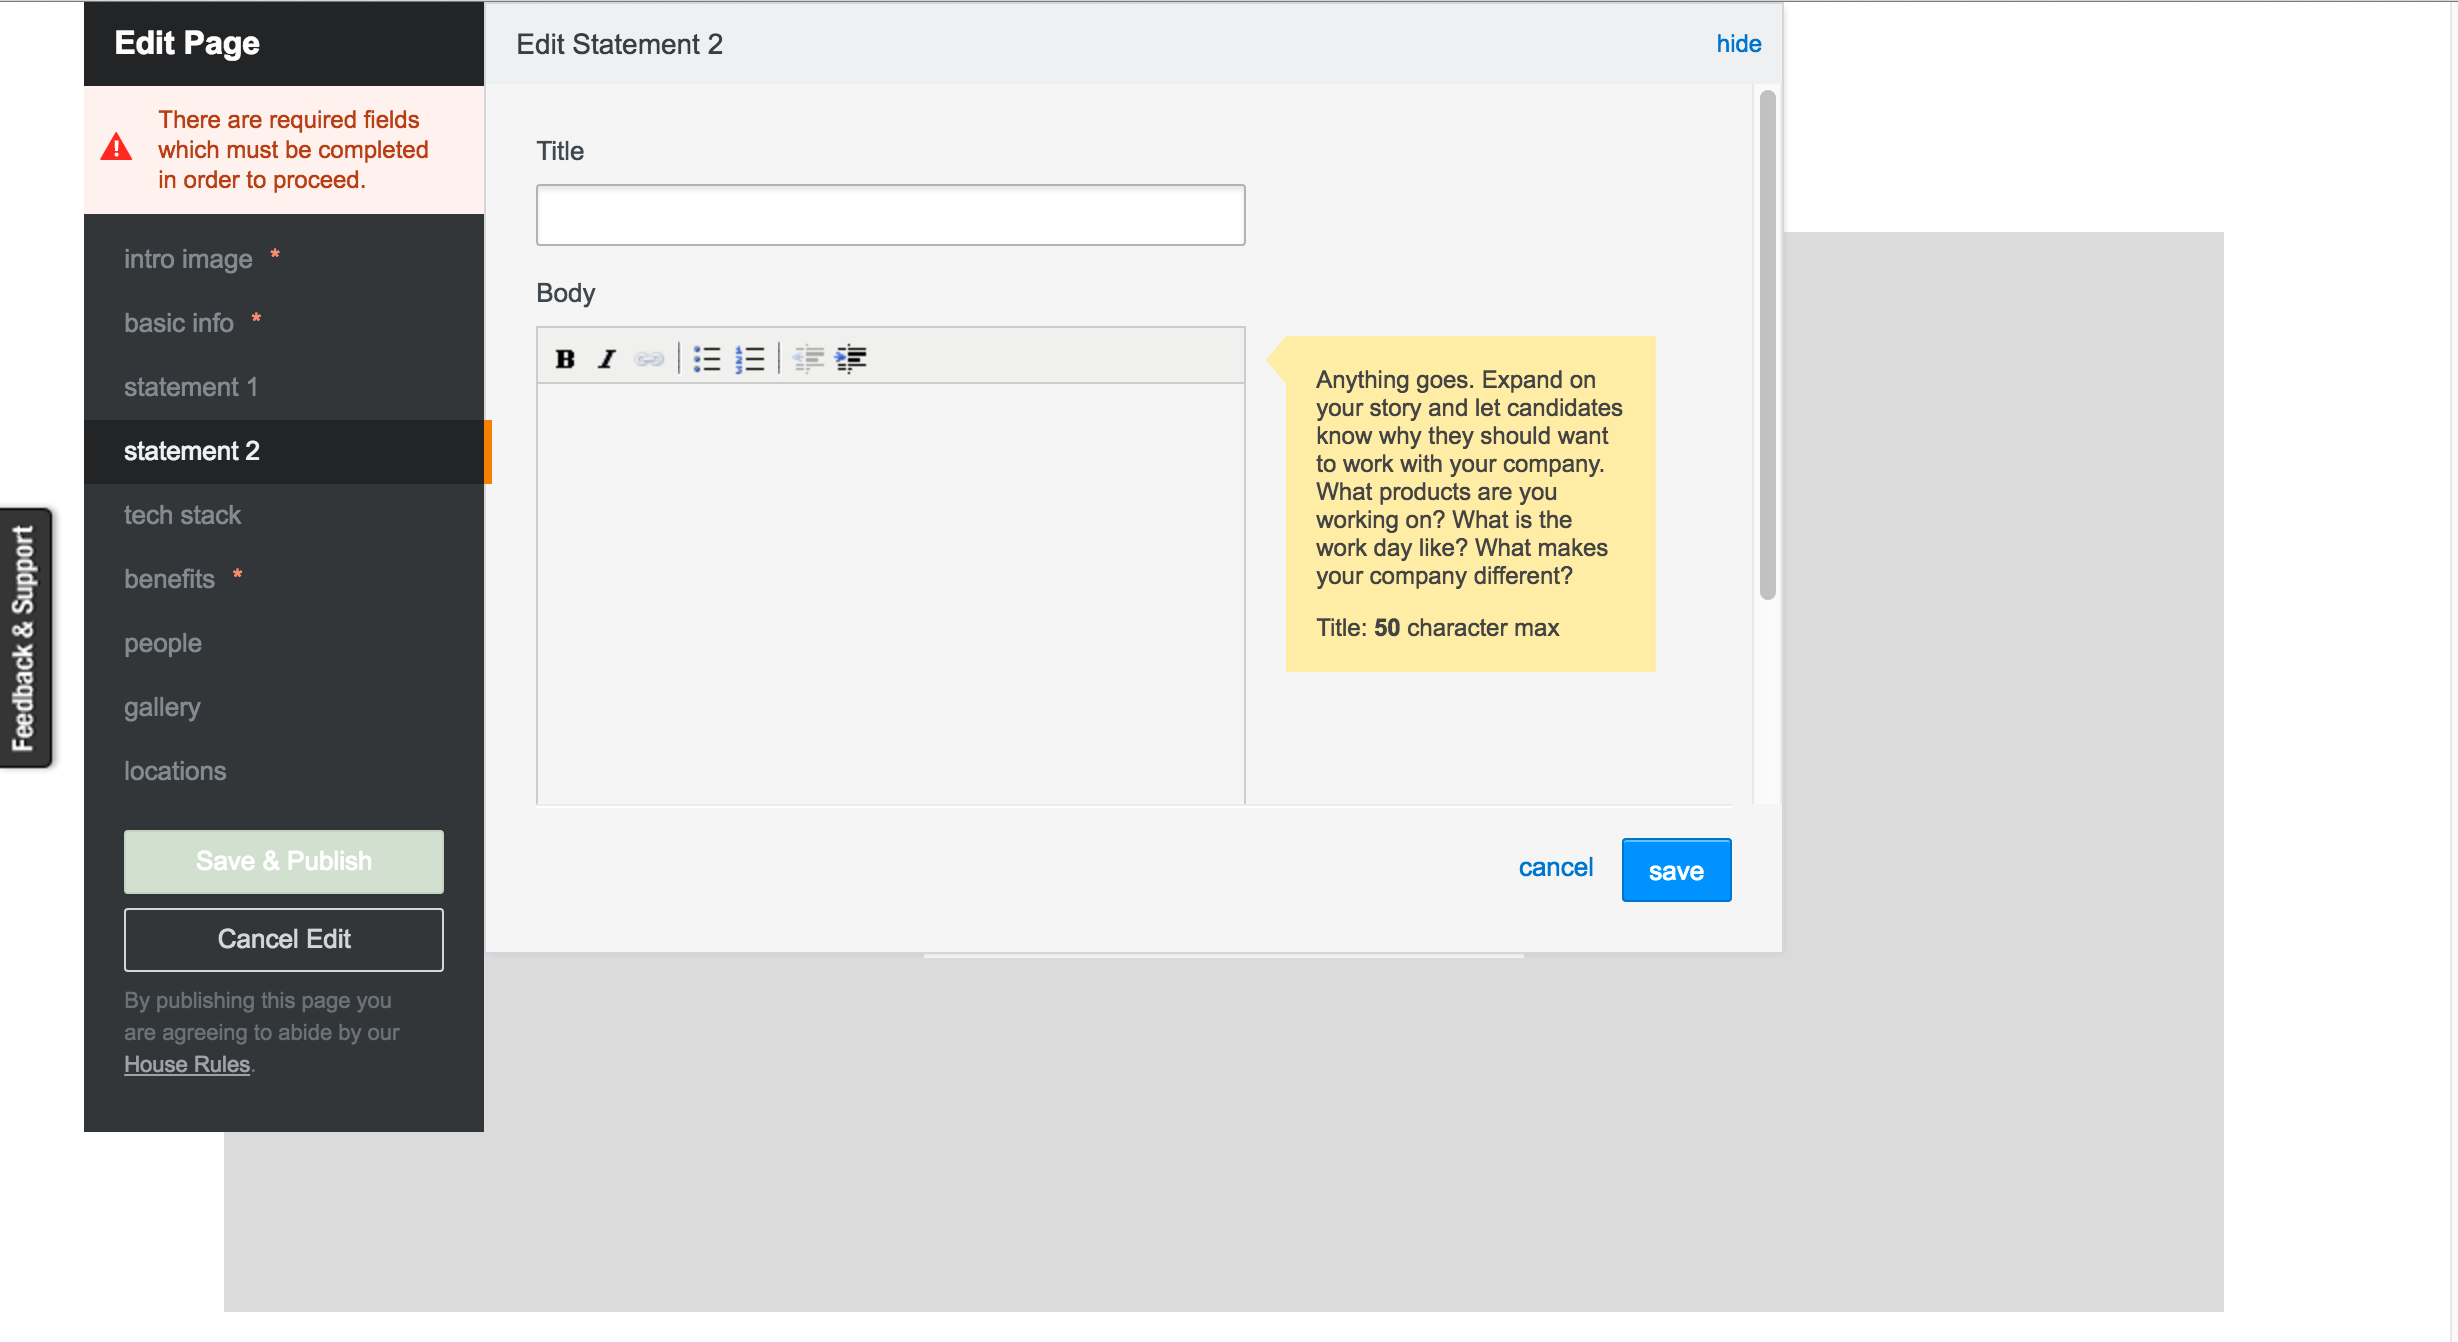 Edit Page
There are required fields
which must be completed
in order to proceed.
intro image *
basic info *
statement 1
statement 2
tech stack
benefits *
people
gallery
locations
Save & Publish
Cancel Edit
By publishing this page you
are agreeing to abide by our
House Rules.
Feedback & Support
Edit Statement 2
hide
Title
Body
B I
Anything goes. Expand on
your story and let candidates
know why they should want
to work with your company.
What products are you
working on? What is the
work day like? What makes
your company different?
Title: 50 character max
cancel
save